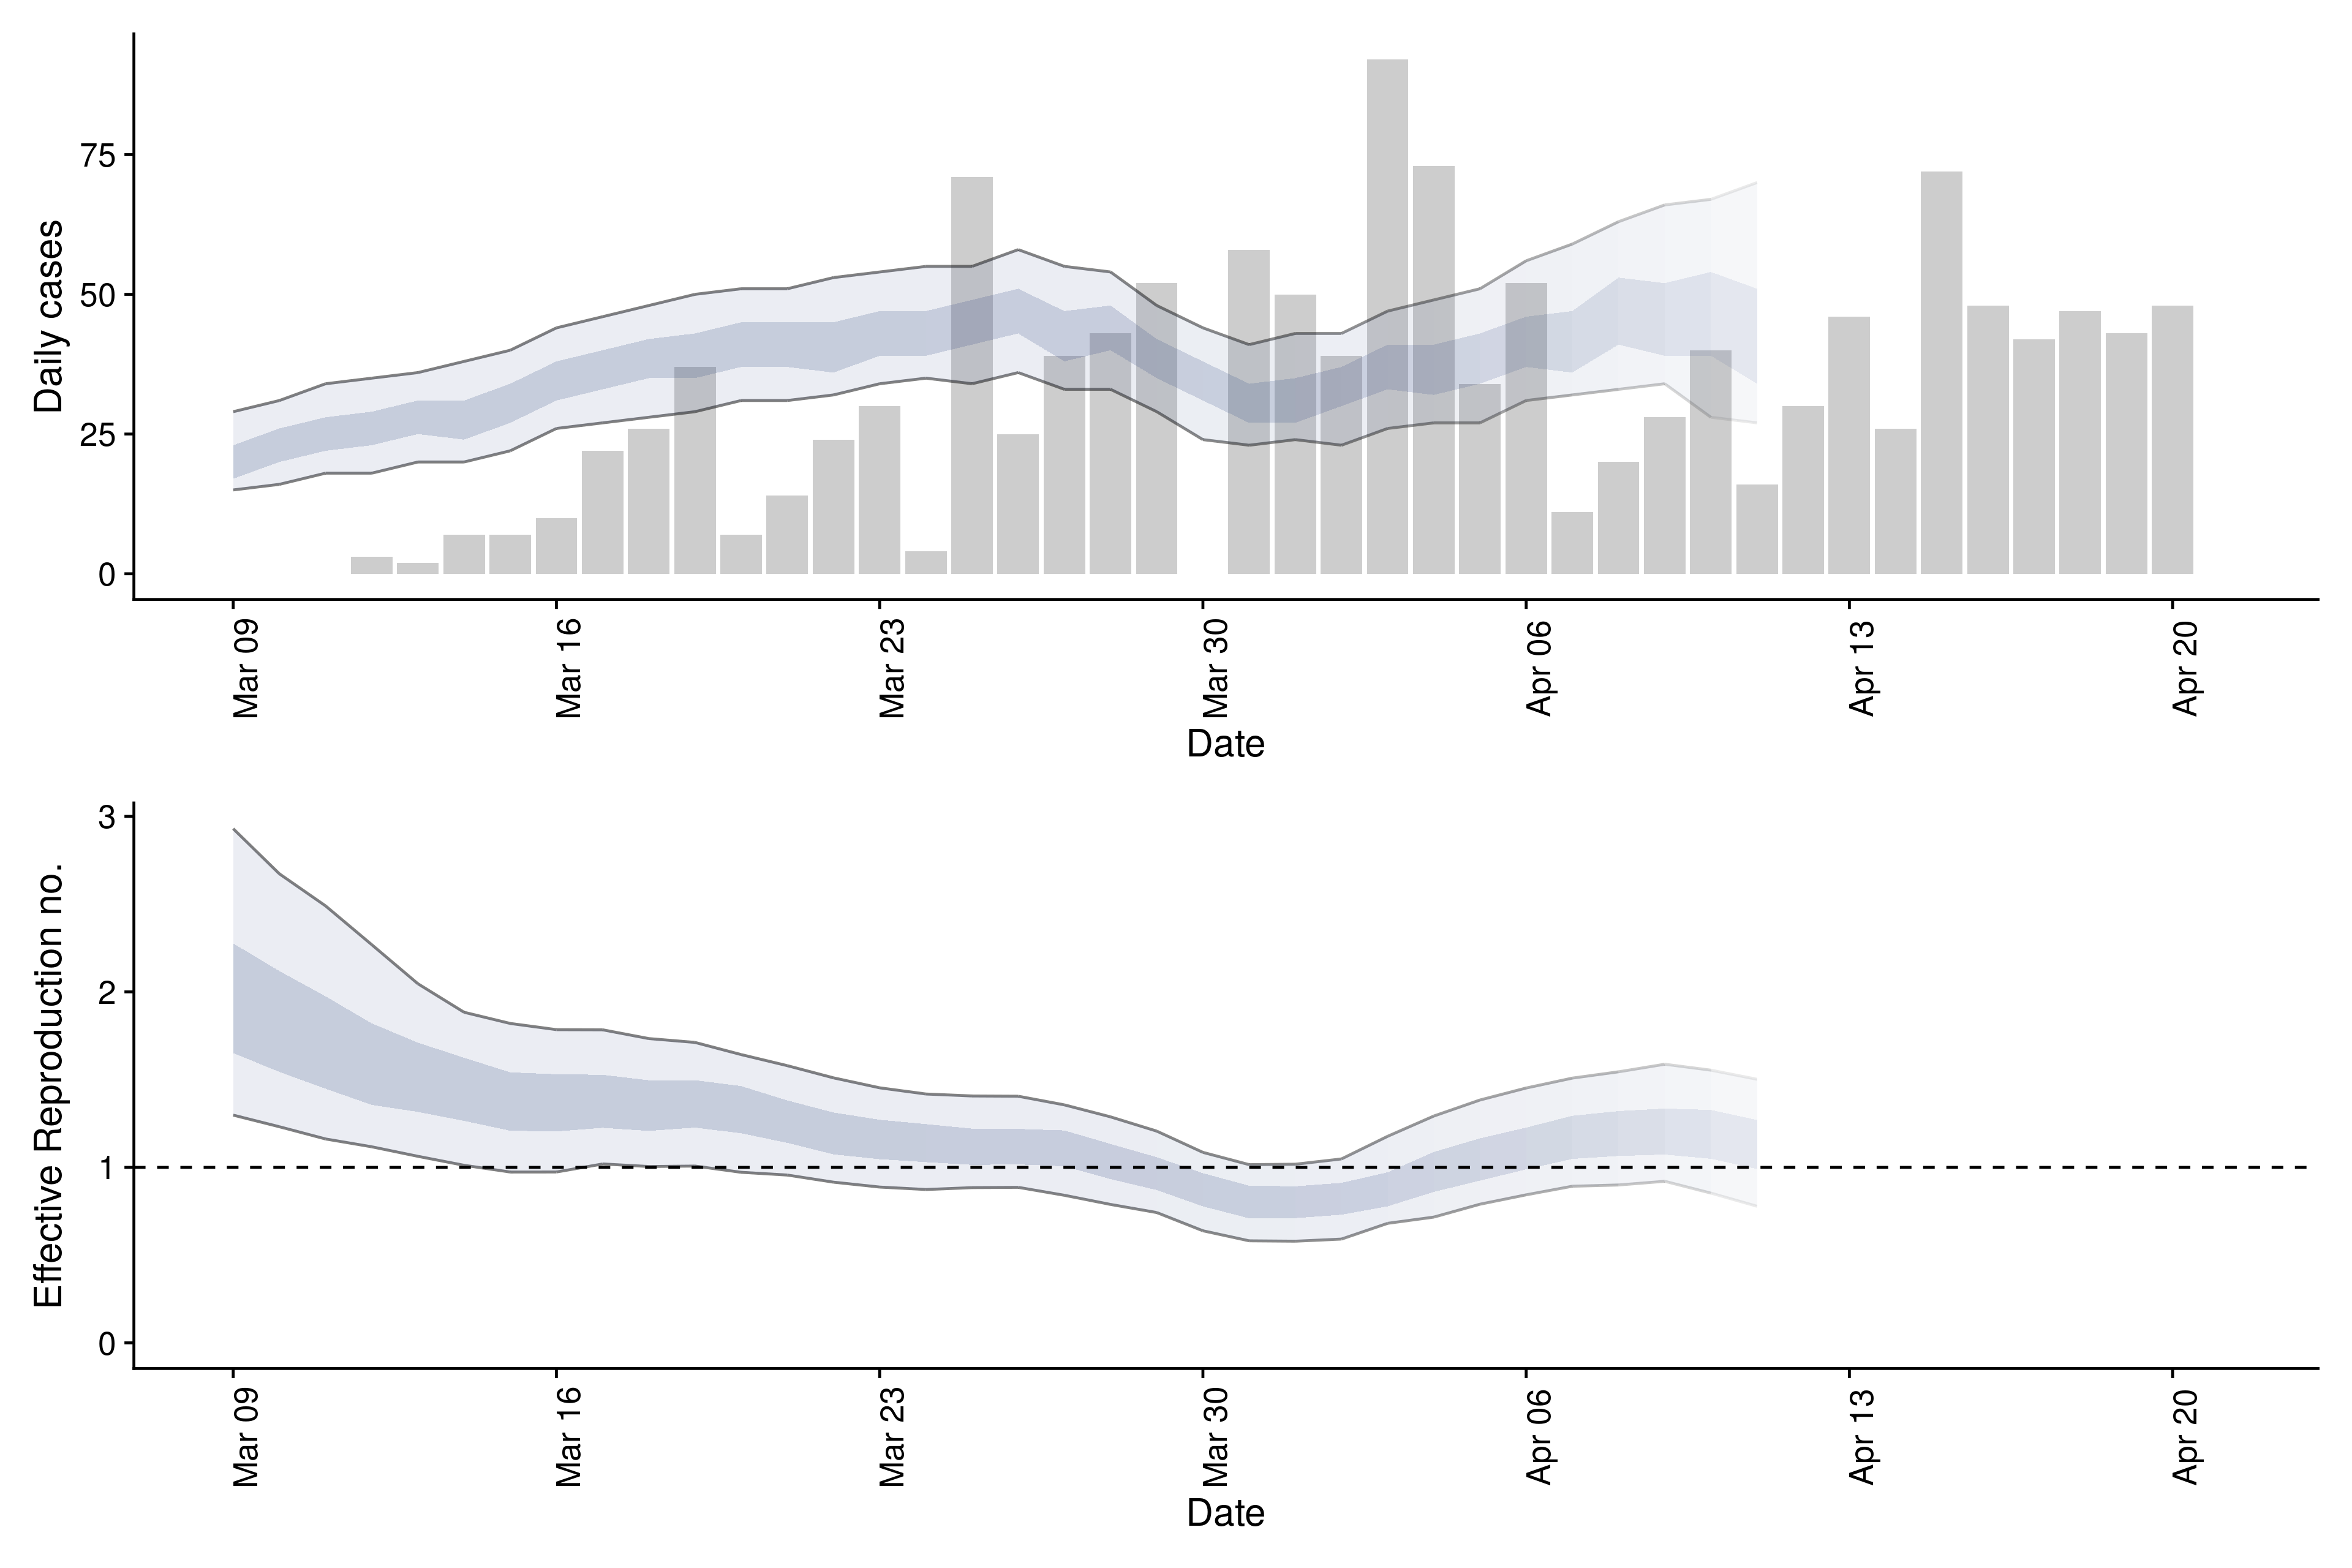 Daily cases
75
50
25
0
Mar 09
Mar 16
Mar 23
Mar 30
Apr 06
Apr 13
Apr 20
Date
Effective Reproduction no.
3
2
1
0
Mar 09
Mar 16
Mar 23
Mar 30
Apr 06
Apr 13
Apr 20
Date